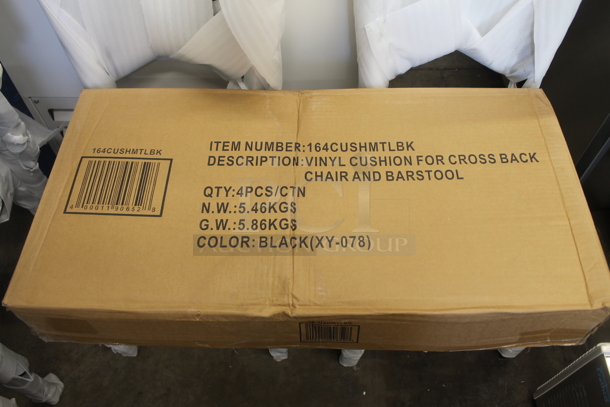 164CUSHMTLBK
ITEM NUMBER:164CUSHMTLBK
DESCRIPTION:VINYL CUSHION FOR CROSS BACK
CHAIR AND BARSTOOL
QTY:4PCS/CTN
N.W.:5.46KGS
G.W.:5.86KGS
COLOR:BLACK(XY-078)